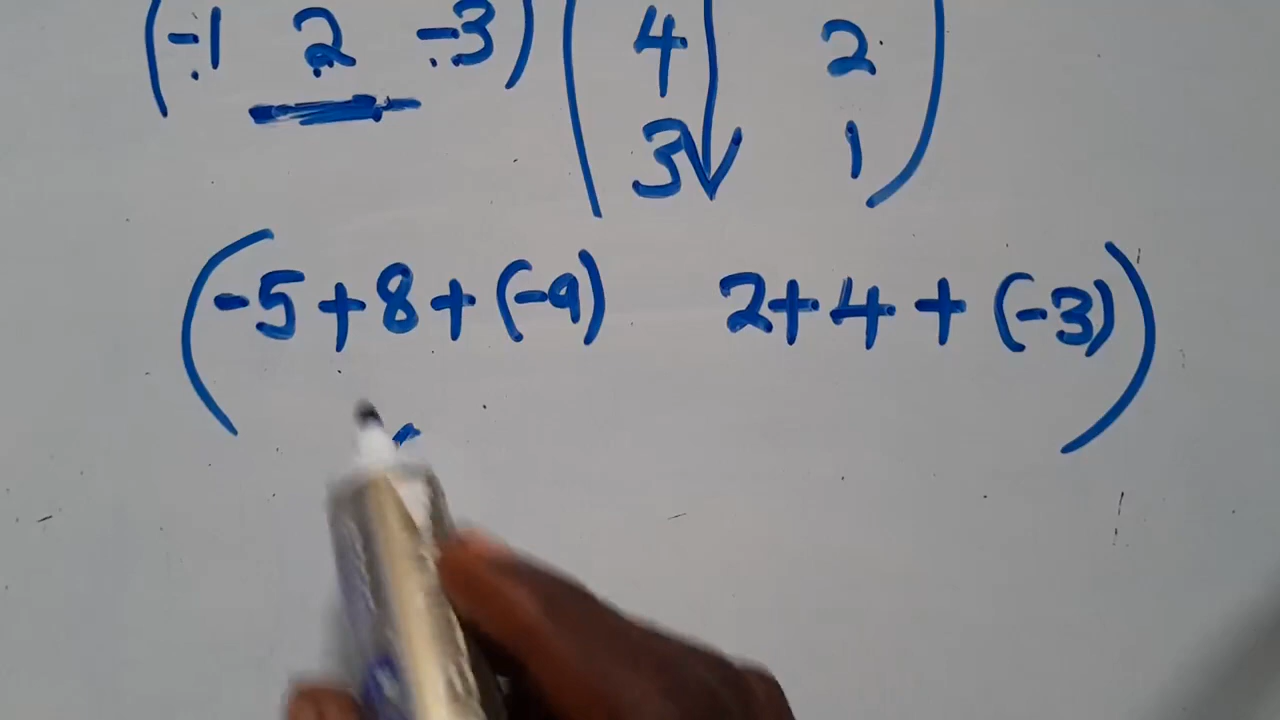 (-1 2 -3) ( 4 2
3 1 )
( -5+8+(-9) 2+4+(-3) )